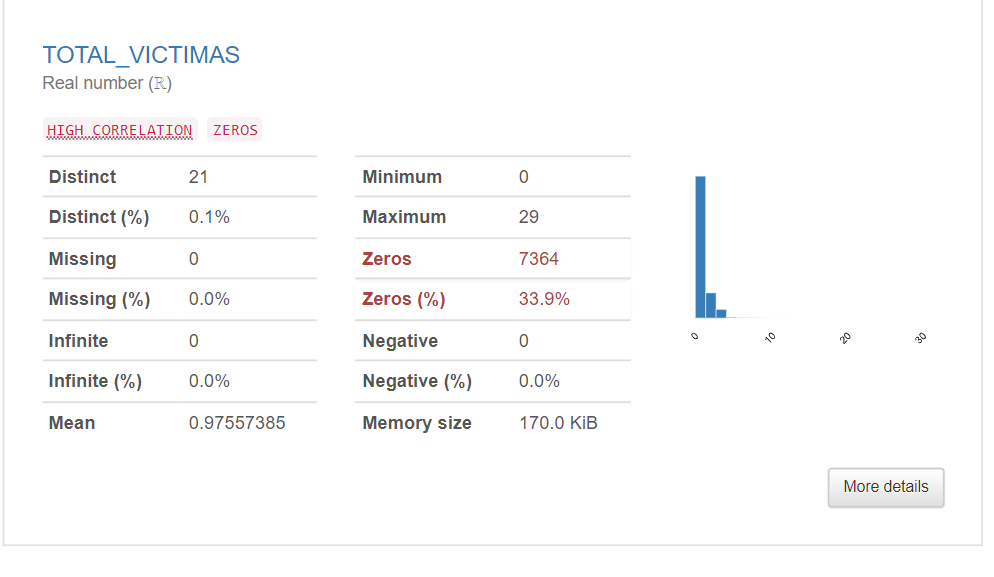 TOTAL_VICTIMAS
Real number (ℝ)
HIGH CORRELATION ZEROS
Distinct 21
Distinct (%) 0.1%
Missing 0
Missing (%) 0.0%
Infinite 0
Infinite (%) 0.0%
Mean 0.97557385
Minimum 0
Maximum 29
Zeros 7364
Zeros (%) 33.9%
Negative 0
Negative (%) 0.0%
Memory size 170.0 KiB
0 10 20 30
More details